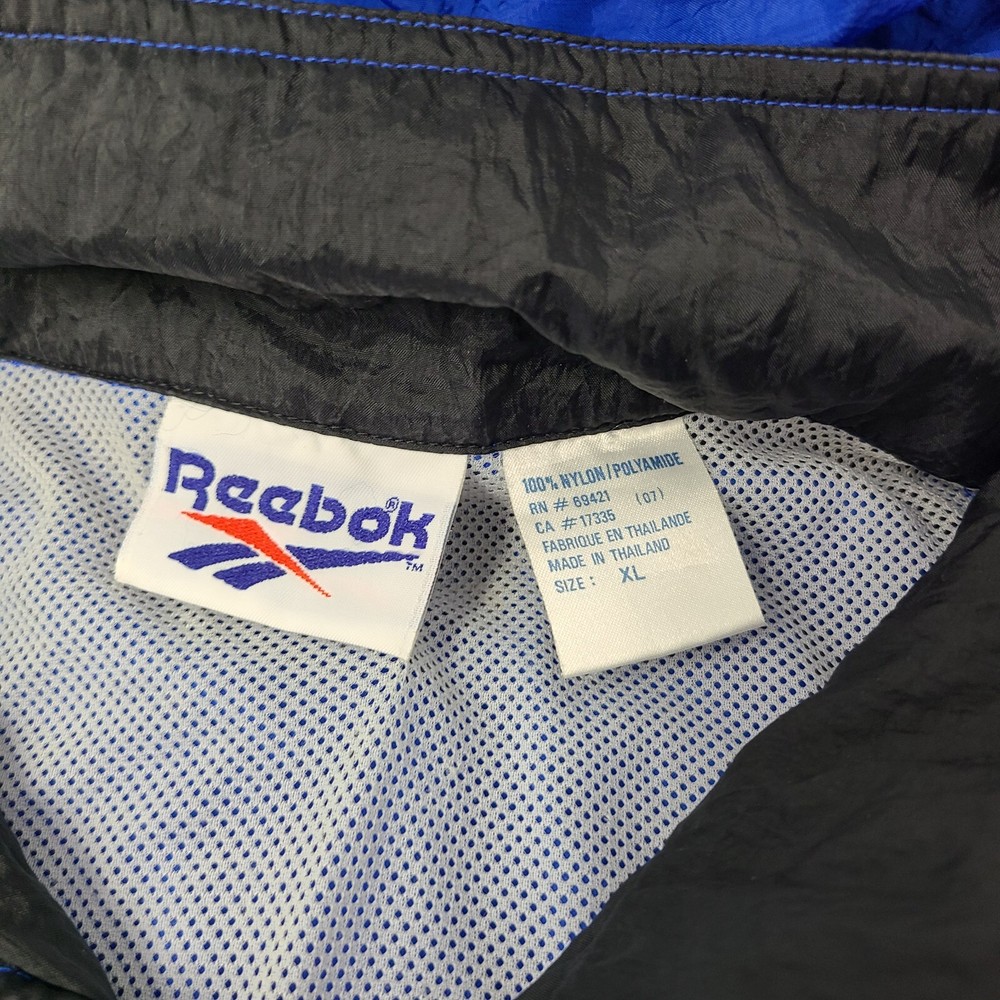 Reebok
®
TM
100% NYLON/POLYAMIDE
RN # 69421 (07)
CA # 17335
FABRIQUE EN THAILANDE
MADE IN THAILAND
SIZE: XL